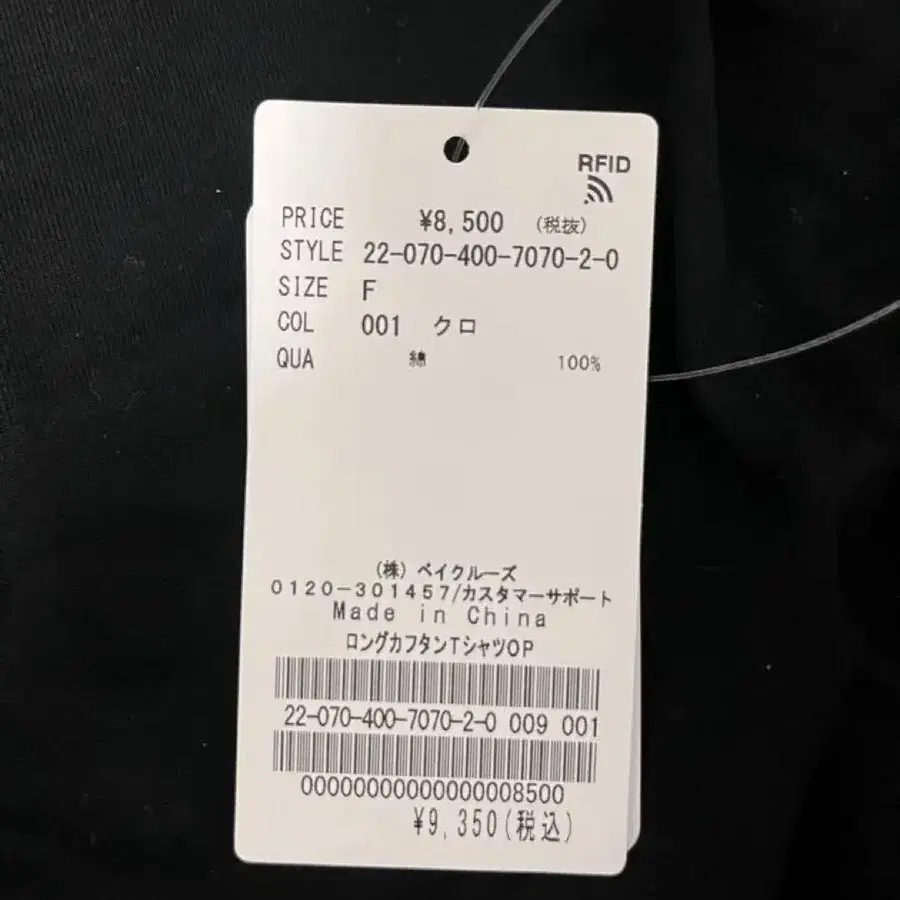 RFID
PRICE ¥8,500 (税抜)
STYLE 22-070-400-7070-2-0
SIZE F
COL 001 クロ
QUA 綿 100%
(株) ベイクルーズ
0120-301457/カスタマーサポート
Made in China
ロングカフタンTシャツOP
22-070-400-7070-2-0 009 001
00000000000000008500
¥9,350(税込)